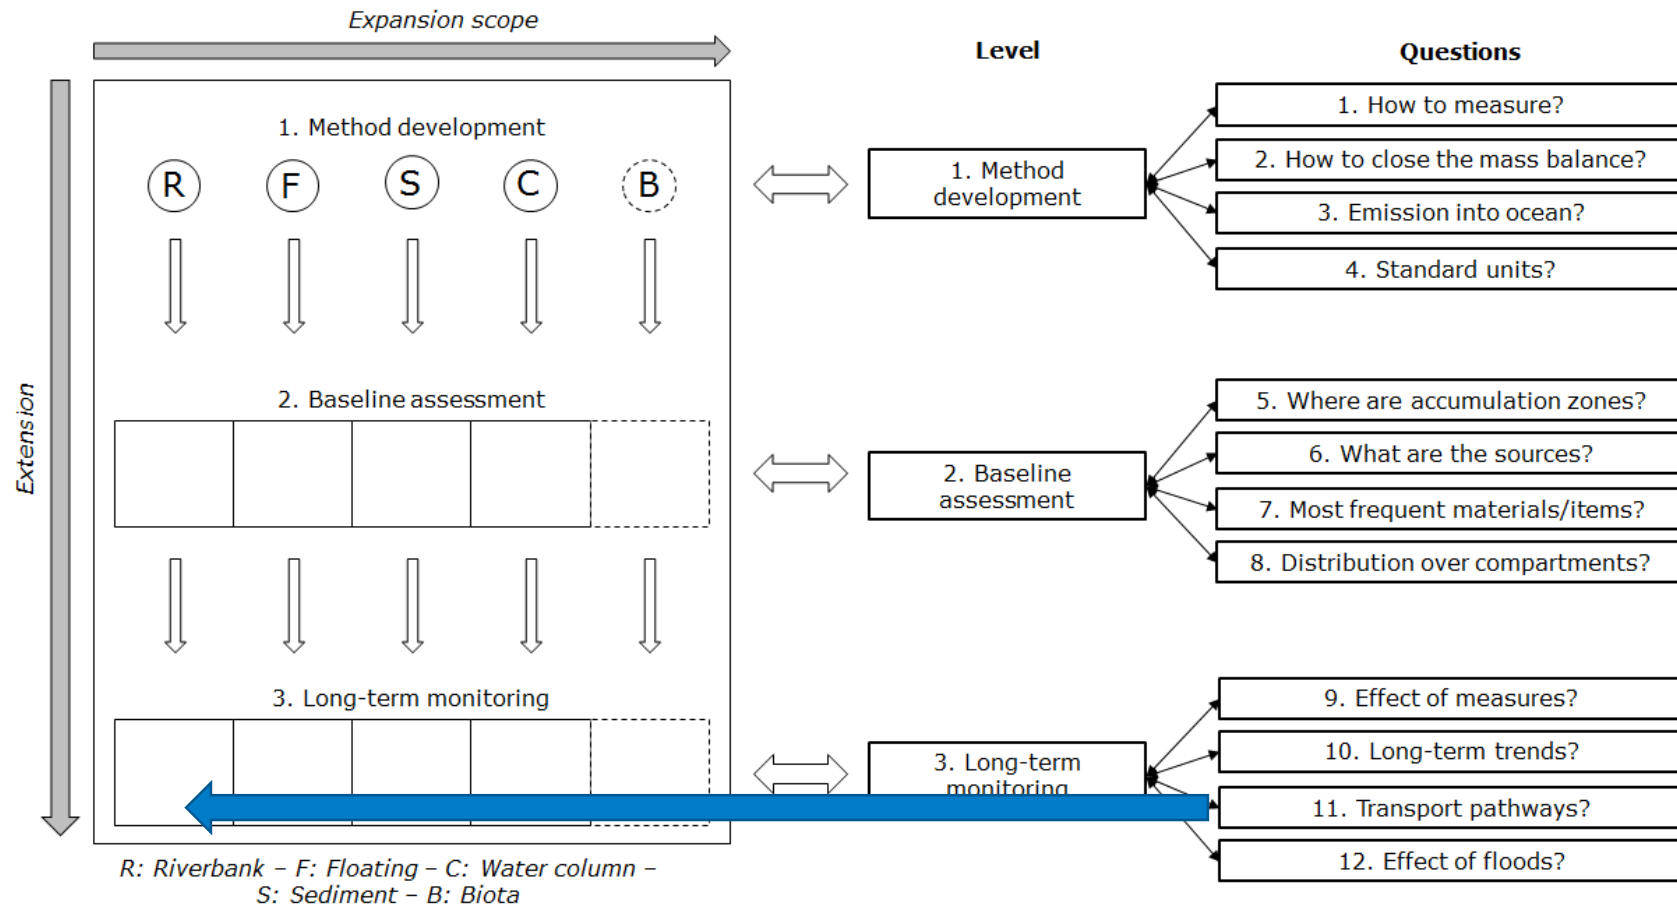 Expansion scope
Extension
1. Method development
R F S C B
2. Baseline assessment
3. Long-term monitoring
R: Riverbank – F: Floating – C: Water column –
S: Sediment – B: Biota
Level
1. Method
development
2. Baseline
assessment
3. Long-term
monitoring
Questions
1. How to measure?
2. How to close the mass balance?
3. Emission into ocean?
4. Standard units?
5. Where are accumulation zones?
6. What are the sources?
7. Most frequent materials/items?
8. Distribution over compartments?
9. Effect of measures?
10. Long-term trends?
11. Transport pathways?
12. Effect of floods?